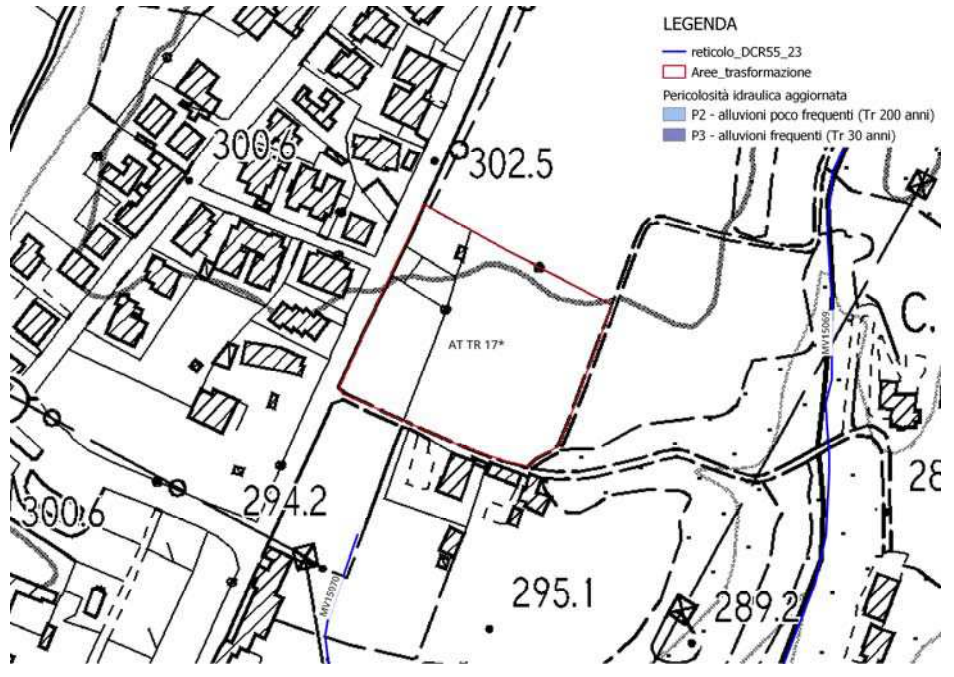 LEGENDA
reticolo_DCR55_23
Aree_trasformazione
Pericolosità idraulica aggiornata
P2 - alluvioni poco frequenti (Tr 200 anni)
P3 - alluvioni frequenti (Tr 30 anni)
300.6
302.5
C.
MV15069
AT TR 17*
28
294.2
300.6
MV15070
295.1
289.2